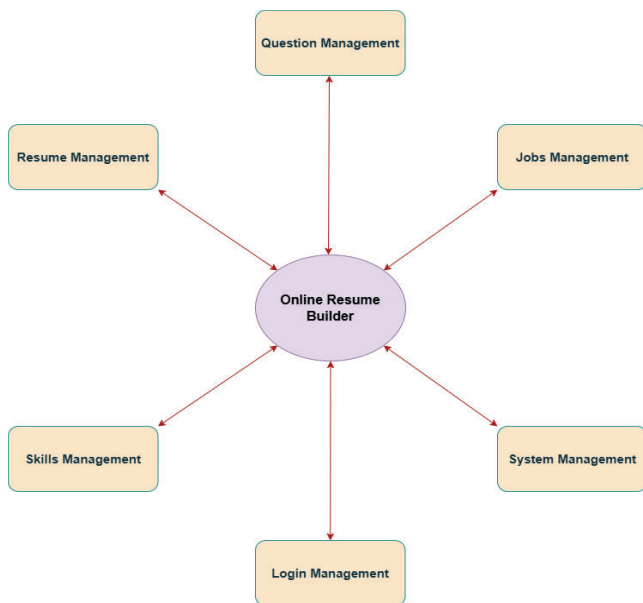 Question Management
Resume Management
Jobs Management
Online Resume
Builder
Skills Management
System Management
Login Management